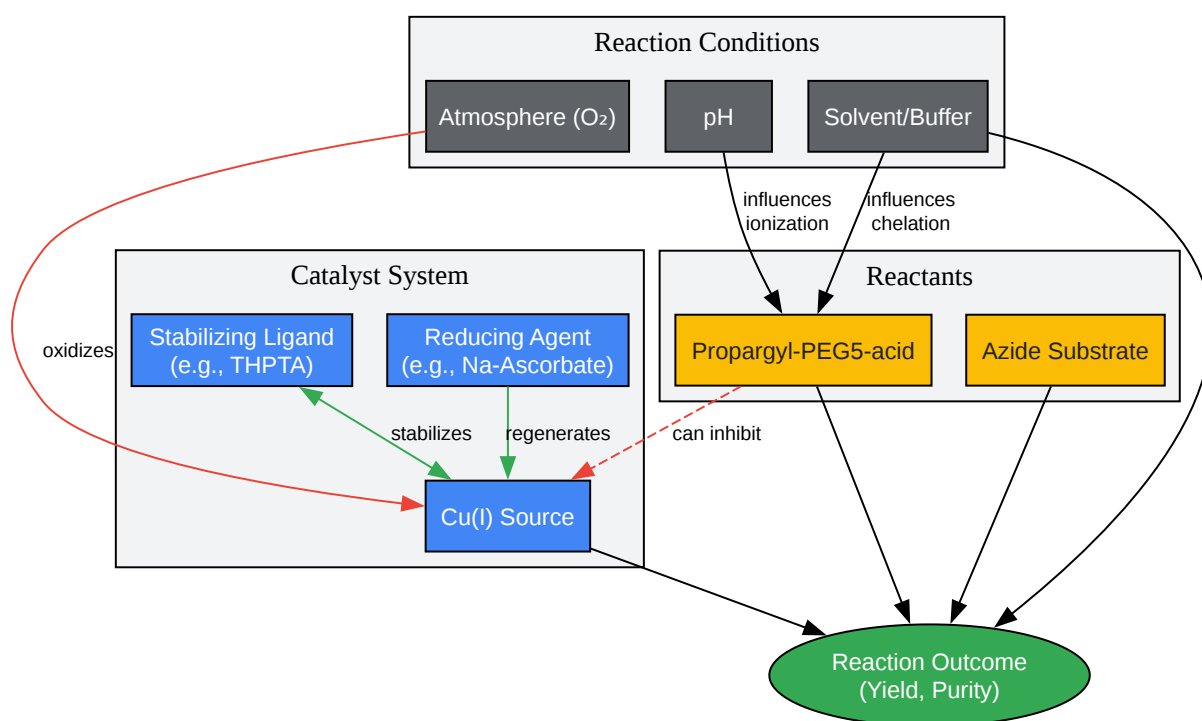 Reaction Conditions
Atmosphere (O₂)
pH
Solvent/Buffer
influences
ionization
influences
chelation
Catalyst System
Reactants
Stabilizing Ligand
(e.g., THPTA)
Reducing Agent
(e.g., Na-Ascorbate)
Propargyl-PEG5-acid
Azide Substrate
oxidizes
stabilizes
regenerates
can inhibit
Cu(I) Source
Reaction Outcome
(Yield, Purity)